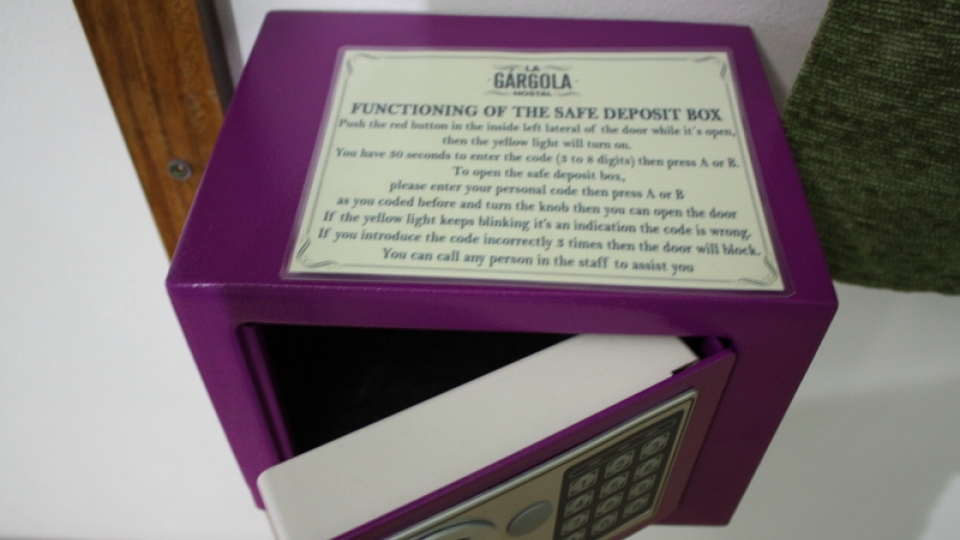 LA
GÁRGOLA
HOSTAL
FUNCTIONING OF THE SAFE DEPOSIT BOX
Push the red button in the inside left lateral of the door while it's open,
then the yellow light will turn on.
You have 30 seconds to enter the code (3 to 8 digits) then press A or B.
To open the safe deposit box,
please enter your personal code then press A or B
as you coded before and turn the knob then you can open the door
If the yellow light keeps blinking it's an indication the code is wrong.
If you introduce the code incorrectly 3 times then the door will block.
You can call any person in the staff to assist you